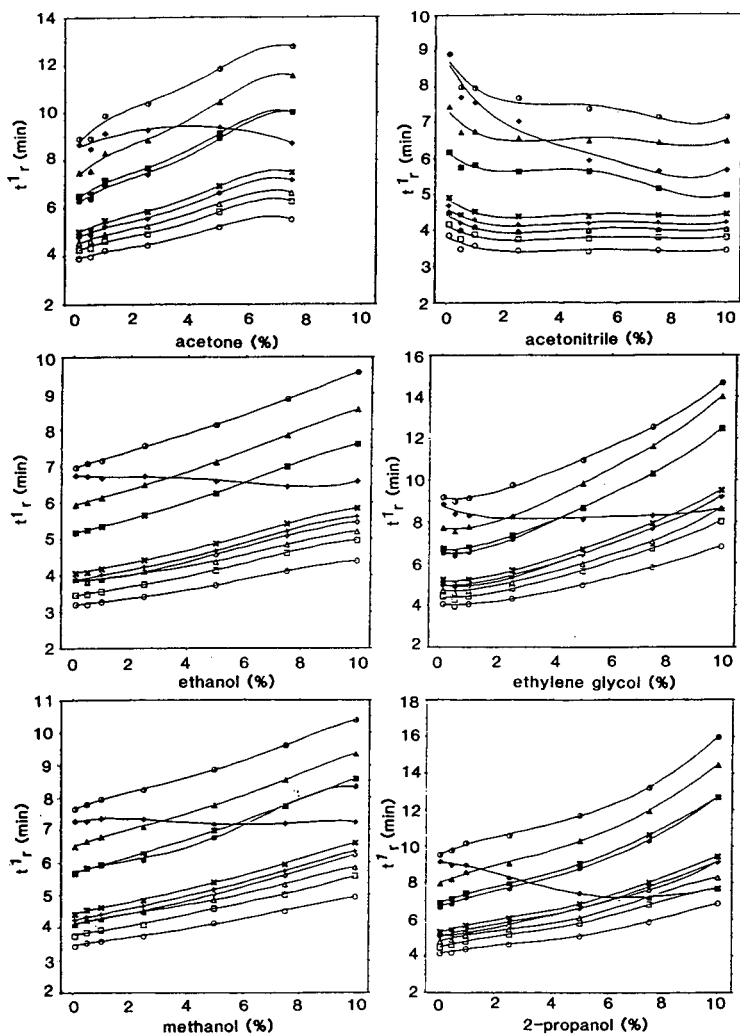 14
12
10
8
6
4
2
t¹r (min)
0 2 4 6 8 10
acetone (%)
10
9
8
7
6
5
4
3
2
t¹r (min)
0 2 4 6 8 10
acetonitrile (%)
10
9
8
7
6
5
4
3
2
t¹r (min)
0 2 4 6 8 10
ethanol (%)
16
14
12
10
8
6
4
2
t¹r (min)
0 2 4 6 8 10
ethylene glycol (%)
11
10
9
8
7
6
5
4
3
2
t¹r (min)
0 2 4 6 8 10
methanol (%)
18
16
14
12
10
8
6
4
2
t¹r (min)
0 2 4 6 8 10
2-propanol (%)